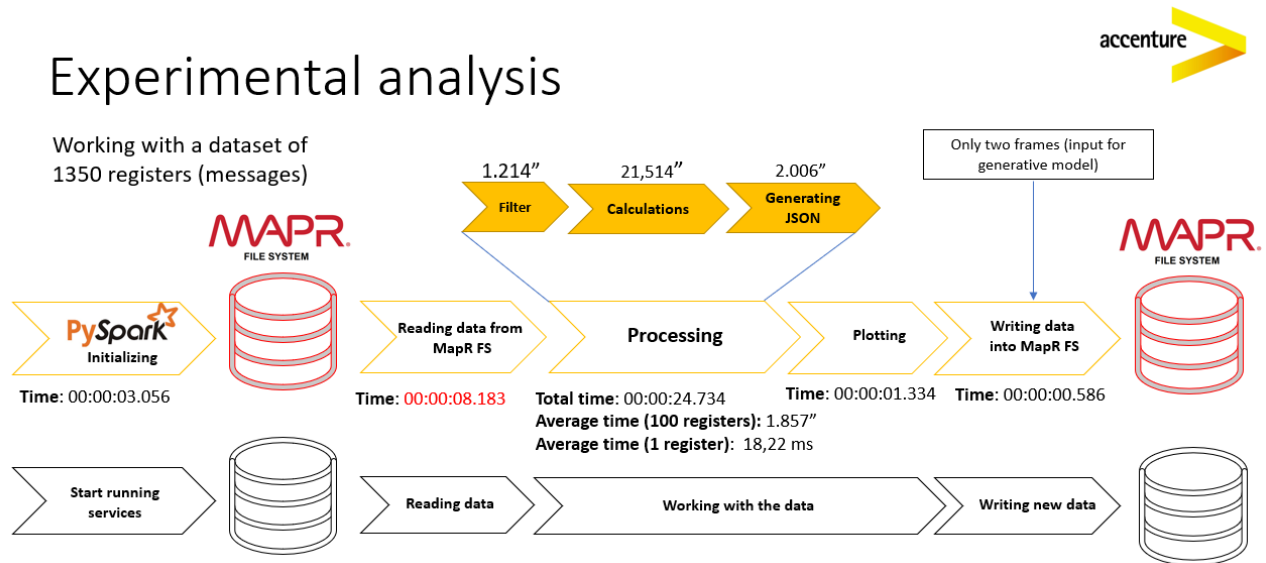 accenture
Experimental analysis
Working with a dataset of
1350 registers (messages)
Only two frames (input for
generative model)
1.214”
21,514”
2.006”
Filter
Calculations
Generating
JSON
MAPR®
FILE SYSTEM
MAPR®
FILE SYSTEM
PySpark
Initializing
Reading data from
MapR FS
Processing
Plotting
Writing data
into MapR FS
Time: 00:00:03.056
Time: 00:00:08.183
Total time: 00:00:24.734
Average time (100 registers): 1.857”
Average time (1 register): 18,22 ms
Time: 00:00:01.334
Time: 00:00:00.586
Start running
services
Reading data
Working with the data
Writing new data